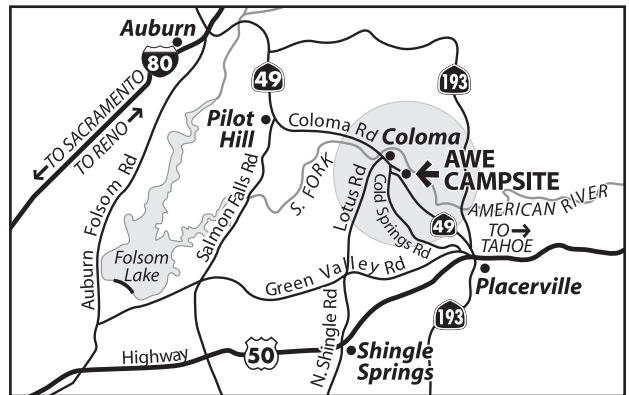 Auburn
80
←TO SACRAMENTO
TO RENO→
49
193
Pilot
Hill
Coloma Rd
Coloma
←AWE
CAMPSITE
S. FORK
AMERICAN RIVER
TO→
TAHOE
Auburn Folsom Rd
Salmon Falls Rd
Lotus Rd
Cold Springs Rd
49
Folsom
Lake
Green Valley Rd
Placerville
N. Shingle Rd
193
Highway 50
Shingle
Springs